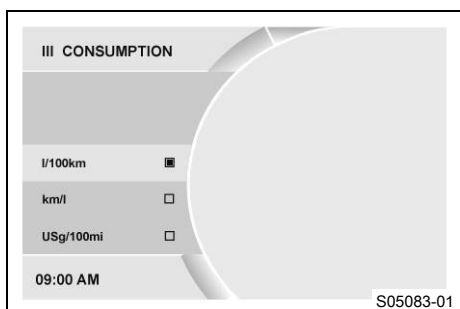 III CONSUMPTION
l/100km
km/l
USg/100mi
09:00 AM
S05083-01